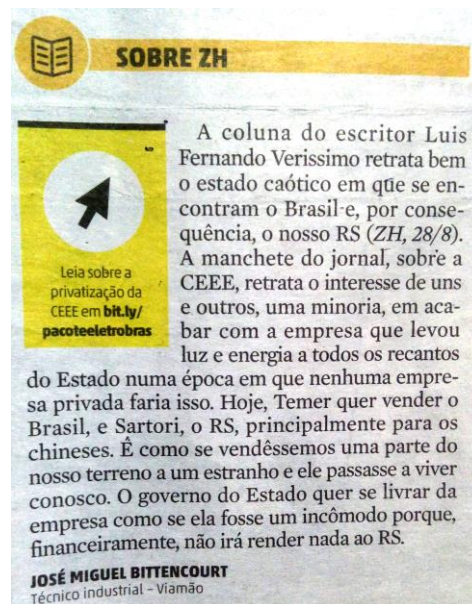 SOBRE ZH
Leia sobre a
privatização da
CEEE em bit.ly/
pacoteeletrobras
A coluna do escritor Luis
Fernando Verissimo retrata bem
o estado caótico em que se en-
contram o Brasil e, por conse-
quência, o nosso RS (ZH, 28/8).
A manchete do jornal, sobre a
CEEE, retrata o interesse de uns
e outros, uma minoria, em aca-
bar com a empresa que levou
luz e energia a todos os recantos
do Estado numa época em que nenhuma empre-
sa privada faria isso. Hoje, Temer quer vender o
Brasil, e Sartori, o RS, principalmente para os
chineses. É como se vendêssemos uma parte do
nosso terreno a um estranho e ele passasse a viver
conosco. O governo do Estado quer se livrar da
empresa como se ela fosse um incômodo porque,
financeiramente, não irá render nada ao RS.
JOSÉ MIGUEL BITTENCOURT
Técnico industrial – Viamão